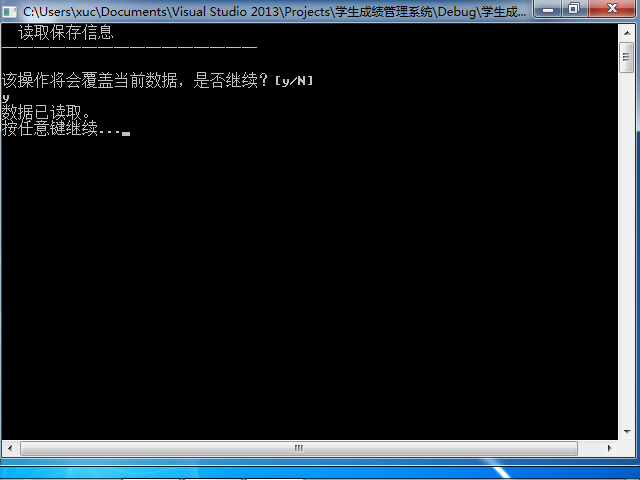 C:\Users\xuc\Documents\Visual Studio 2013\Projects\学生成绩管理系统\Debug\学生成...
读取保存信息
--------------------------------
该操作将会覆盖当前数据，是否继续？[y/N]
y
数据已读取。
按任意键继续..._